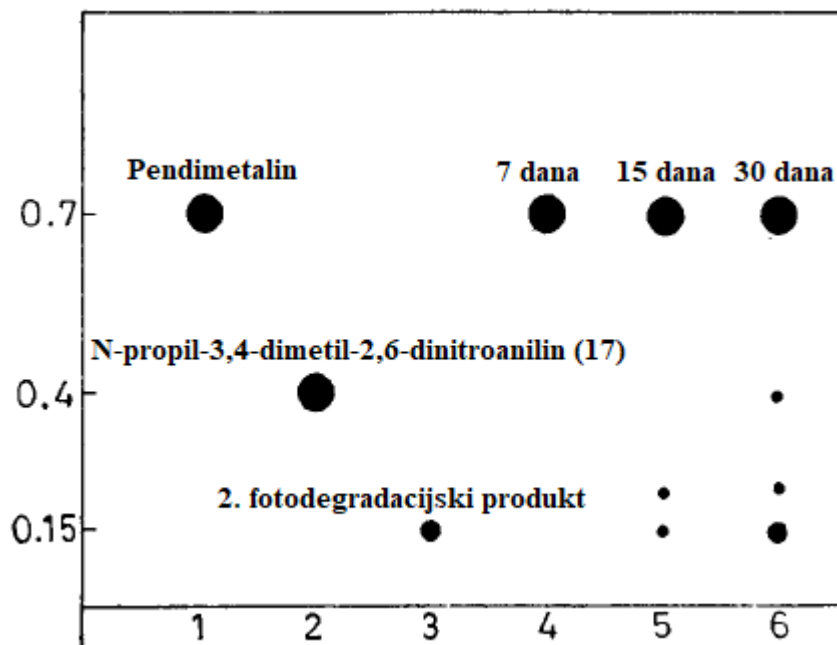 Pendimetalin 7 dana 15 dana 30 dana
0.7
N-propil-3,4-dimetil-2,6-dinitroanilin (17)
0.4
2. fotodegradacijski produkt
0.15
1 2 3 4 5 6